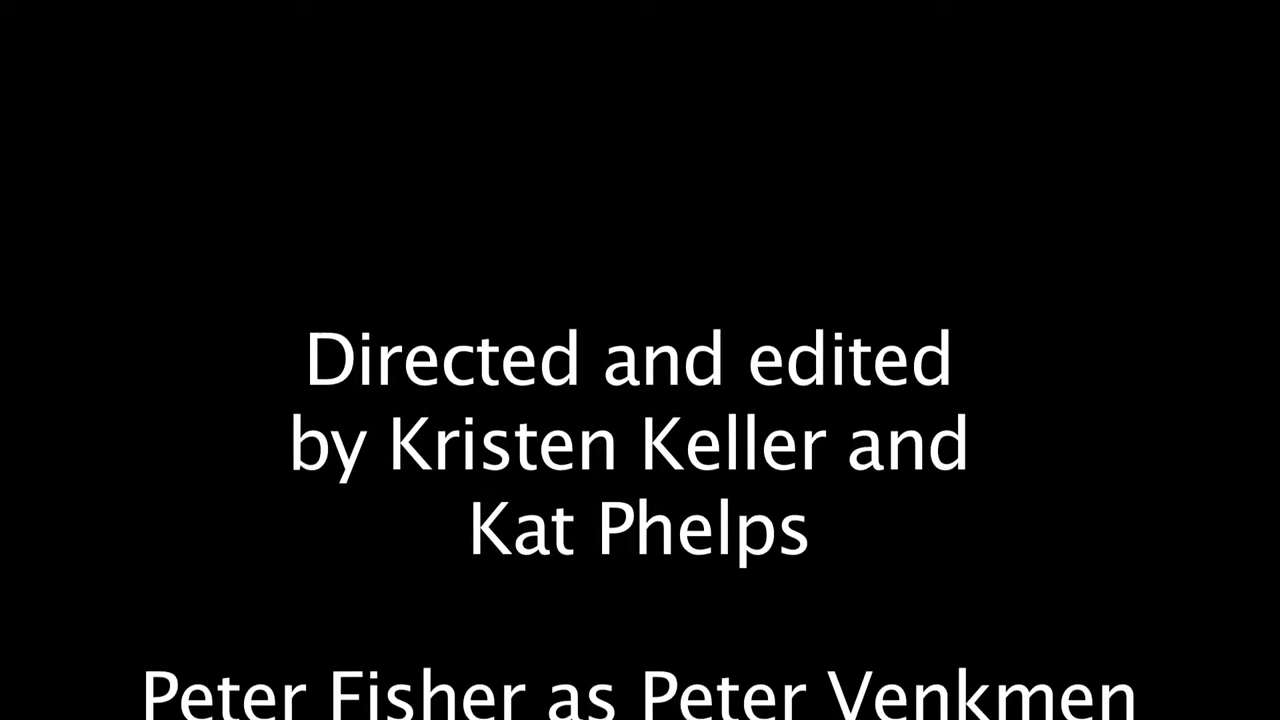 Directed and edited
by Kristen Keller and
Kat Phelps
Peter Fisher as Peter Venkmen